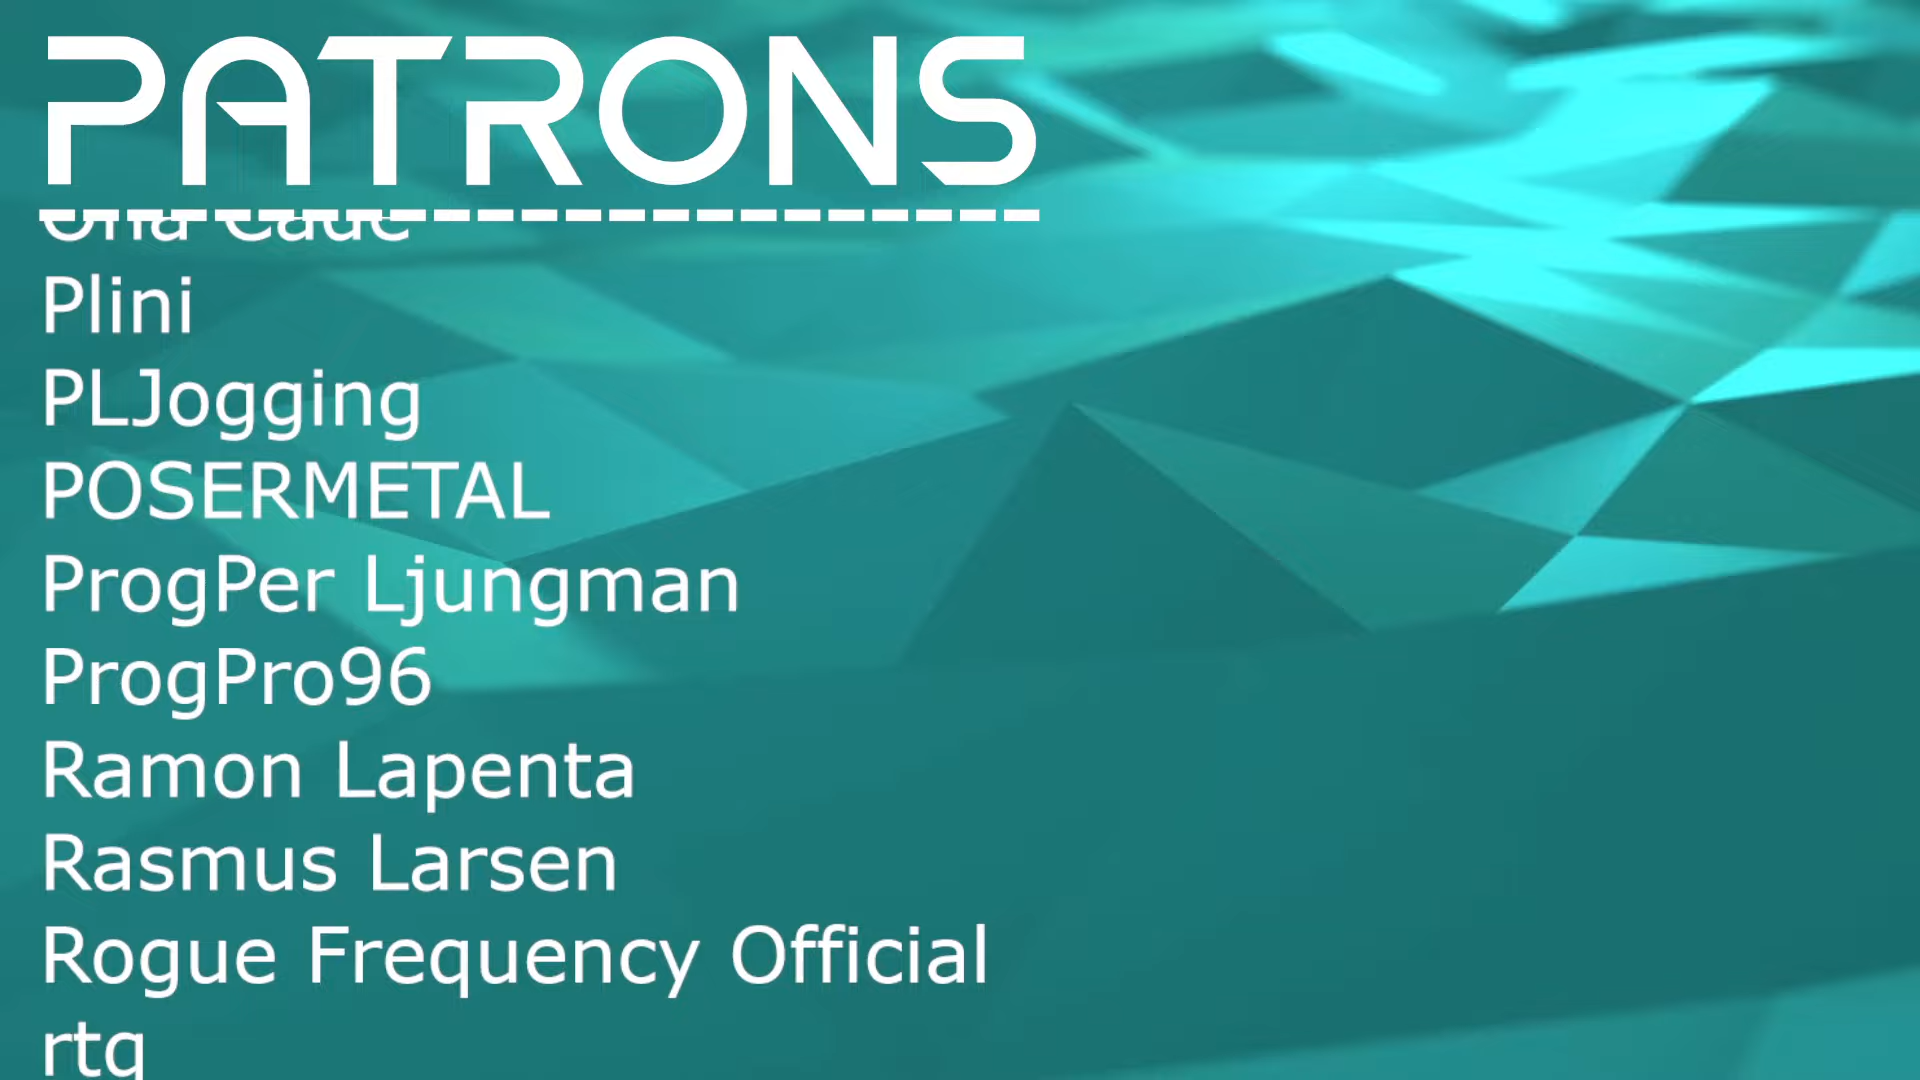 PATRONS
Plini
PLJogging
POSERMETAL
ProgPer Ljungman
ProgPro96
Ramon Lapenta
Rasmus Larsen
Rogue Frequency Official